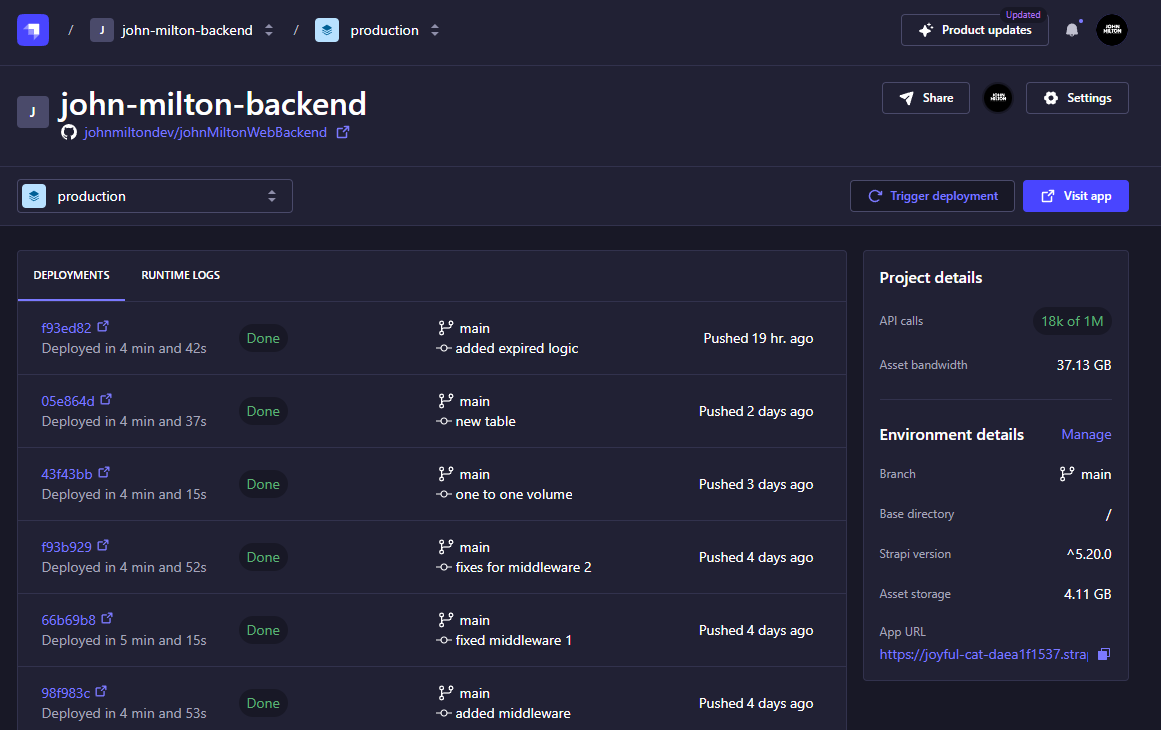 / J john-milton-backend / production
Updated
Product updates
JOHN MILTON
J
john-milton-backend
johnmiltondev/johnMiltonWebBackend
Share
JOHN MILTON
Settings
production
Trigger deployment
Visit app
DEPLOYMENTS RUNTIME LOGS
f93ed82
Deployed in 4 min and 42s
Done
main
added expired logic
Pushed 19 hr. ago
05e864d
Deployed in 4 min and 37s
Done
main
new table
Pushed 2 days ago
43f43bb
Deployed in 4 min and 15s
Done
main
one to one volume
Pushed 3 days ago
f93b929
Deployed in 4 min and 52s
Done
main
fixes for middleware 2
Pushed 4 days ago
66b69b8
Deployed in 5 min and 15s
Done
main
fixed middleware 1
Pushed 4 days ago
98f983c
Deployed in 4 min and 53s
Done
main
added middleware
Pushed 4 days ago
Project details
API calls 18k of 1M
Asset bandwidth 37.13 GB
Environment details Manage
Branch main
Base directory /
Strapi version ^5.20.0
Asset storage 4.11 GB
App URL
https://joyful-cat-daea1f1537.strap